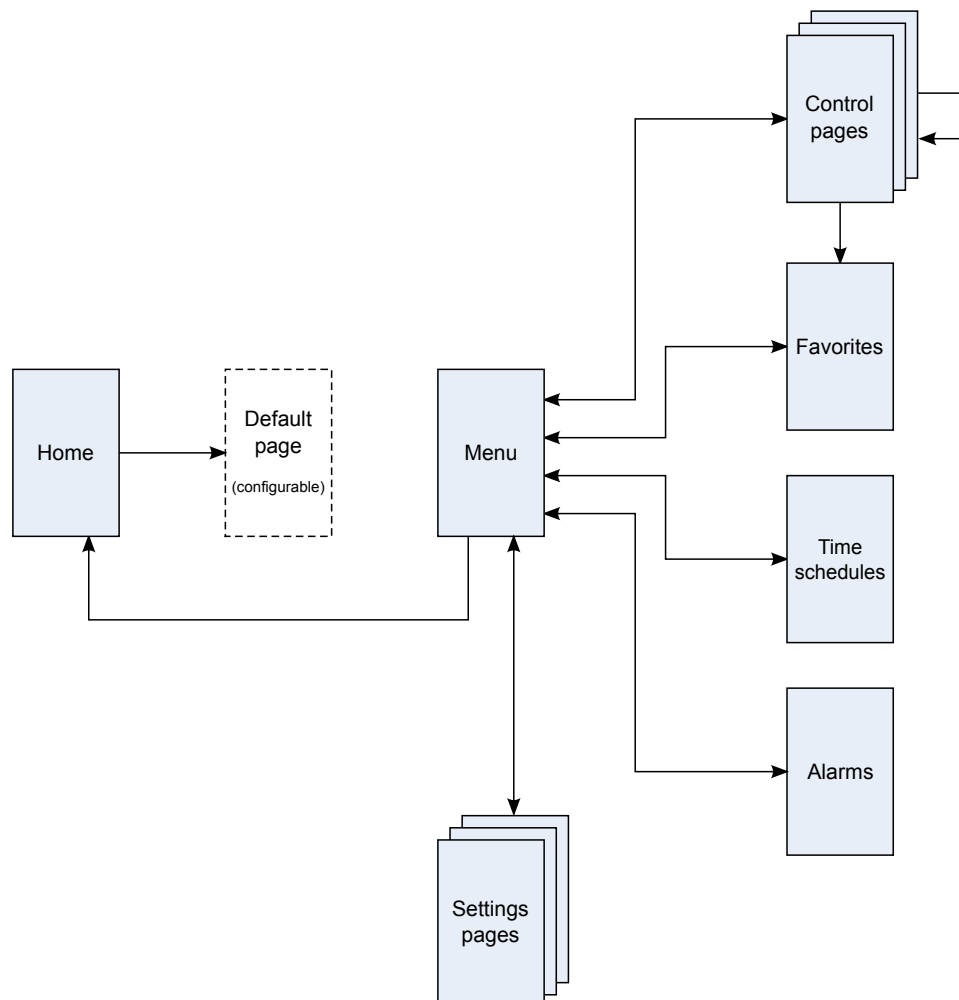 Control
pages
Favorites
Home
Default
page
(configurable)
Menu
Time
schedules
Alarms
Settings
pages